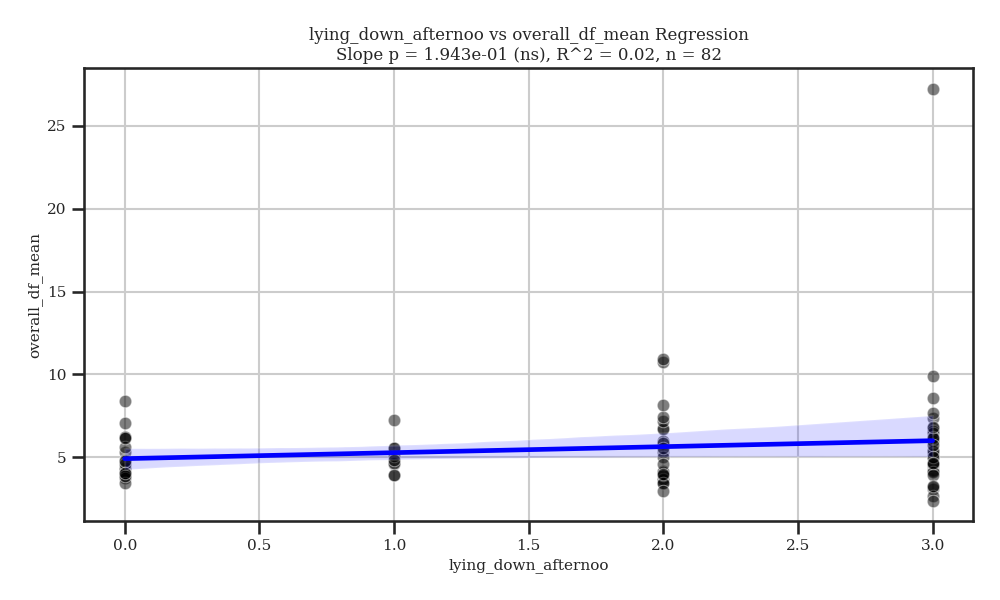 lying_down_afternoo vs overall_df_mean Regression
Slope p = 1.943e-01 (ns), R^2 = 0.02, n = 82
overall_df_mean
25
20
15
10
5
0.0 0.5 1.0 1.5 2.0 2.5 3.0
lying_down_afternoo